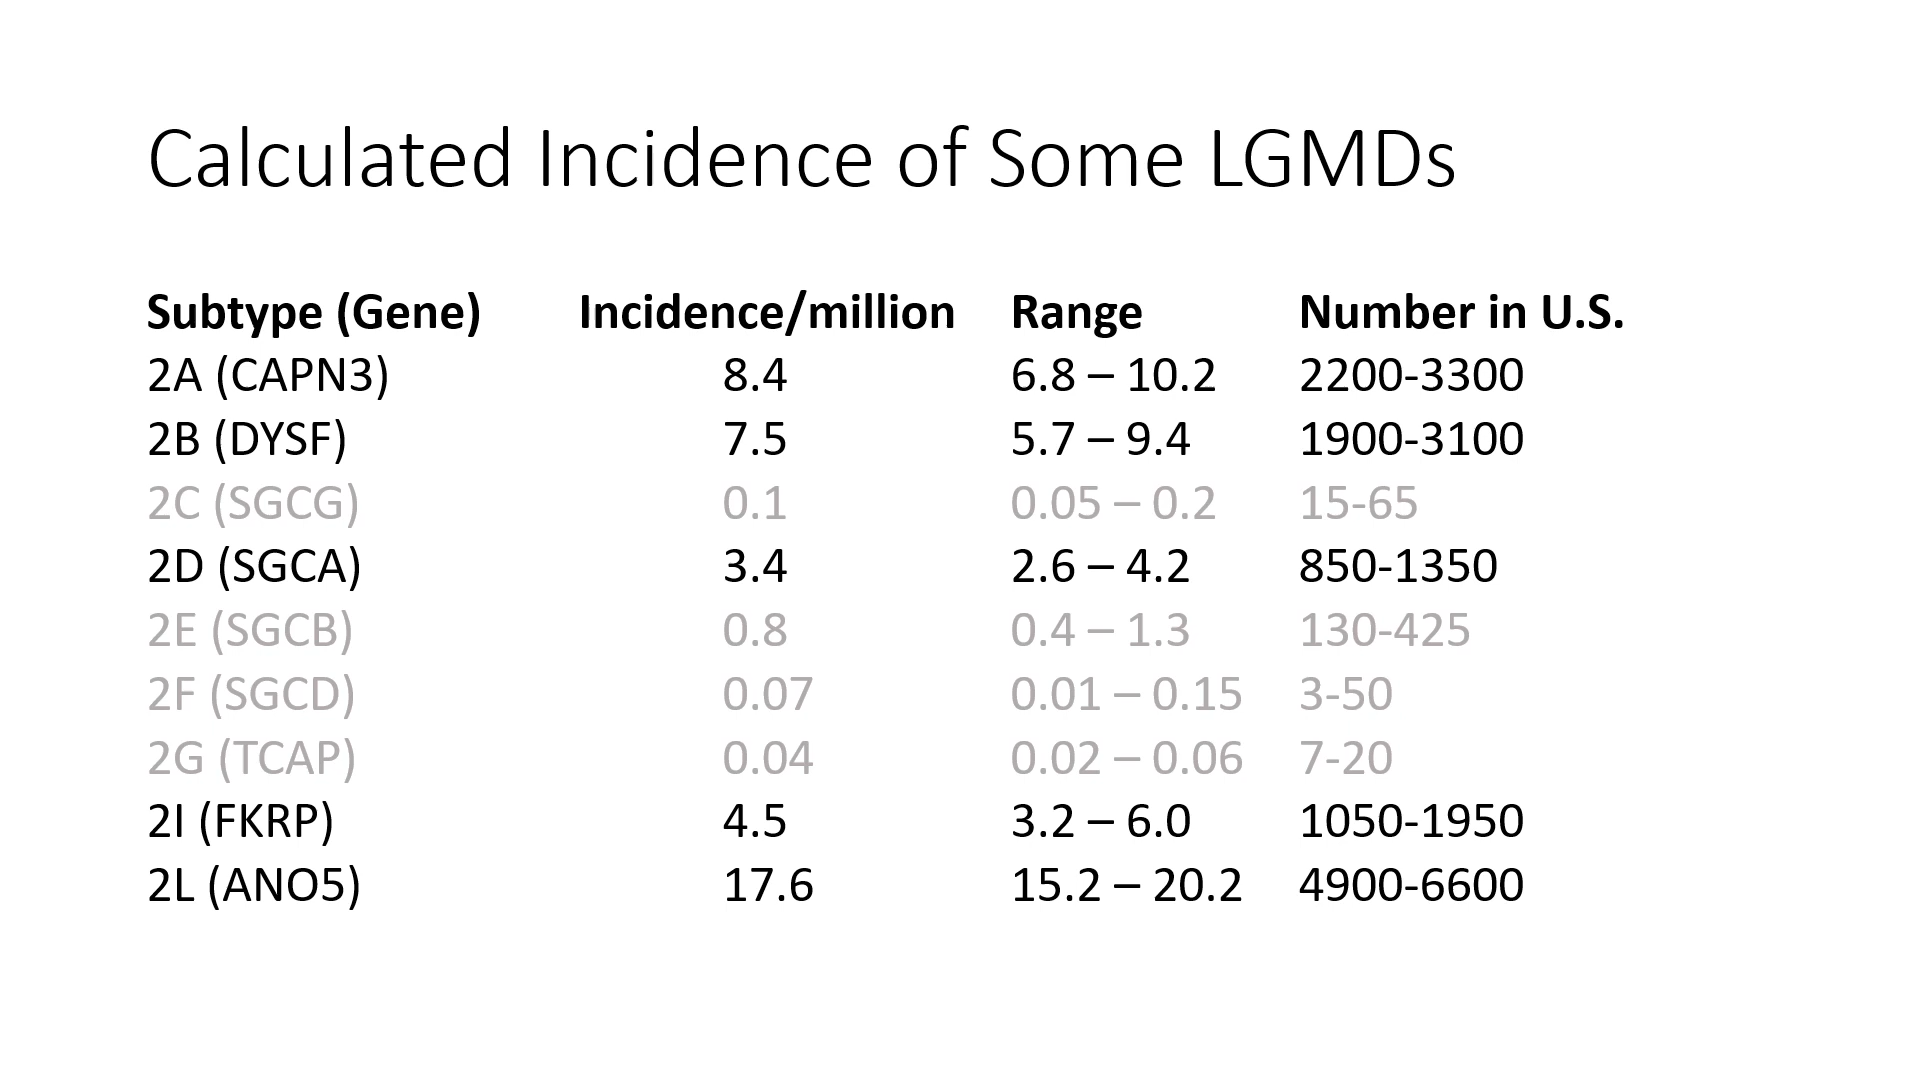 Calculated Incidence of Some LGMDs
Subtype (Gene) Incidence/million Range Number in U.S.
2A (CAPN3) 8.4 6.8 – 10.2 2200-3300
2B (DYSF) 7.5 5.7 – 9.4 1900-3100
2C (SGCG) 0.1 0.05 – 0.2 15-65
2D (SGCA) 3.4 2.6 – 4.2 850-1350
2E (SGCB) 0.8 0.4 – 1.3 130-425
2F (SGCD) 0.07 0.01 – 0.15 3-50
2G (TCAP) 0.04 0.02 – 0.06 7-20
2I (FKRP) 4.5 3.2 – 6.0 1050-1950
2L (ANO5) 17.6 15.2 – 20.2 4900-6600